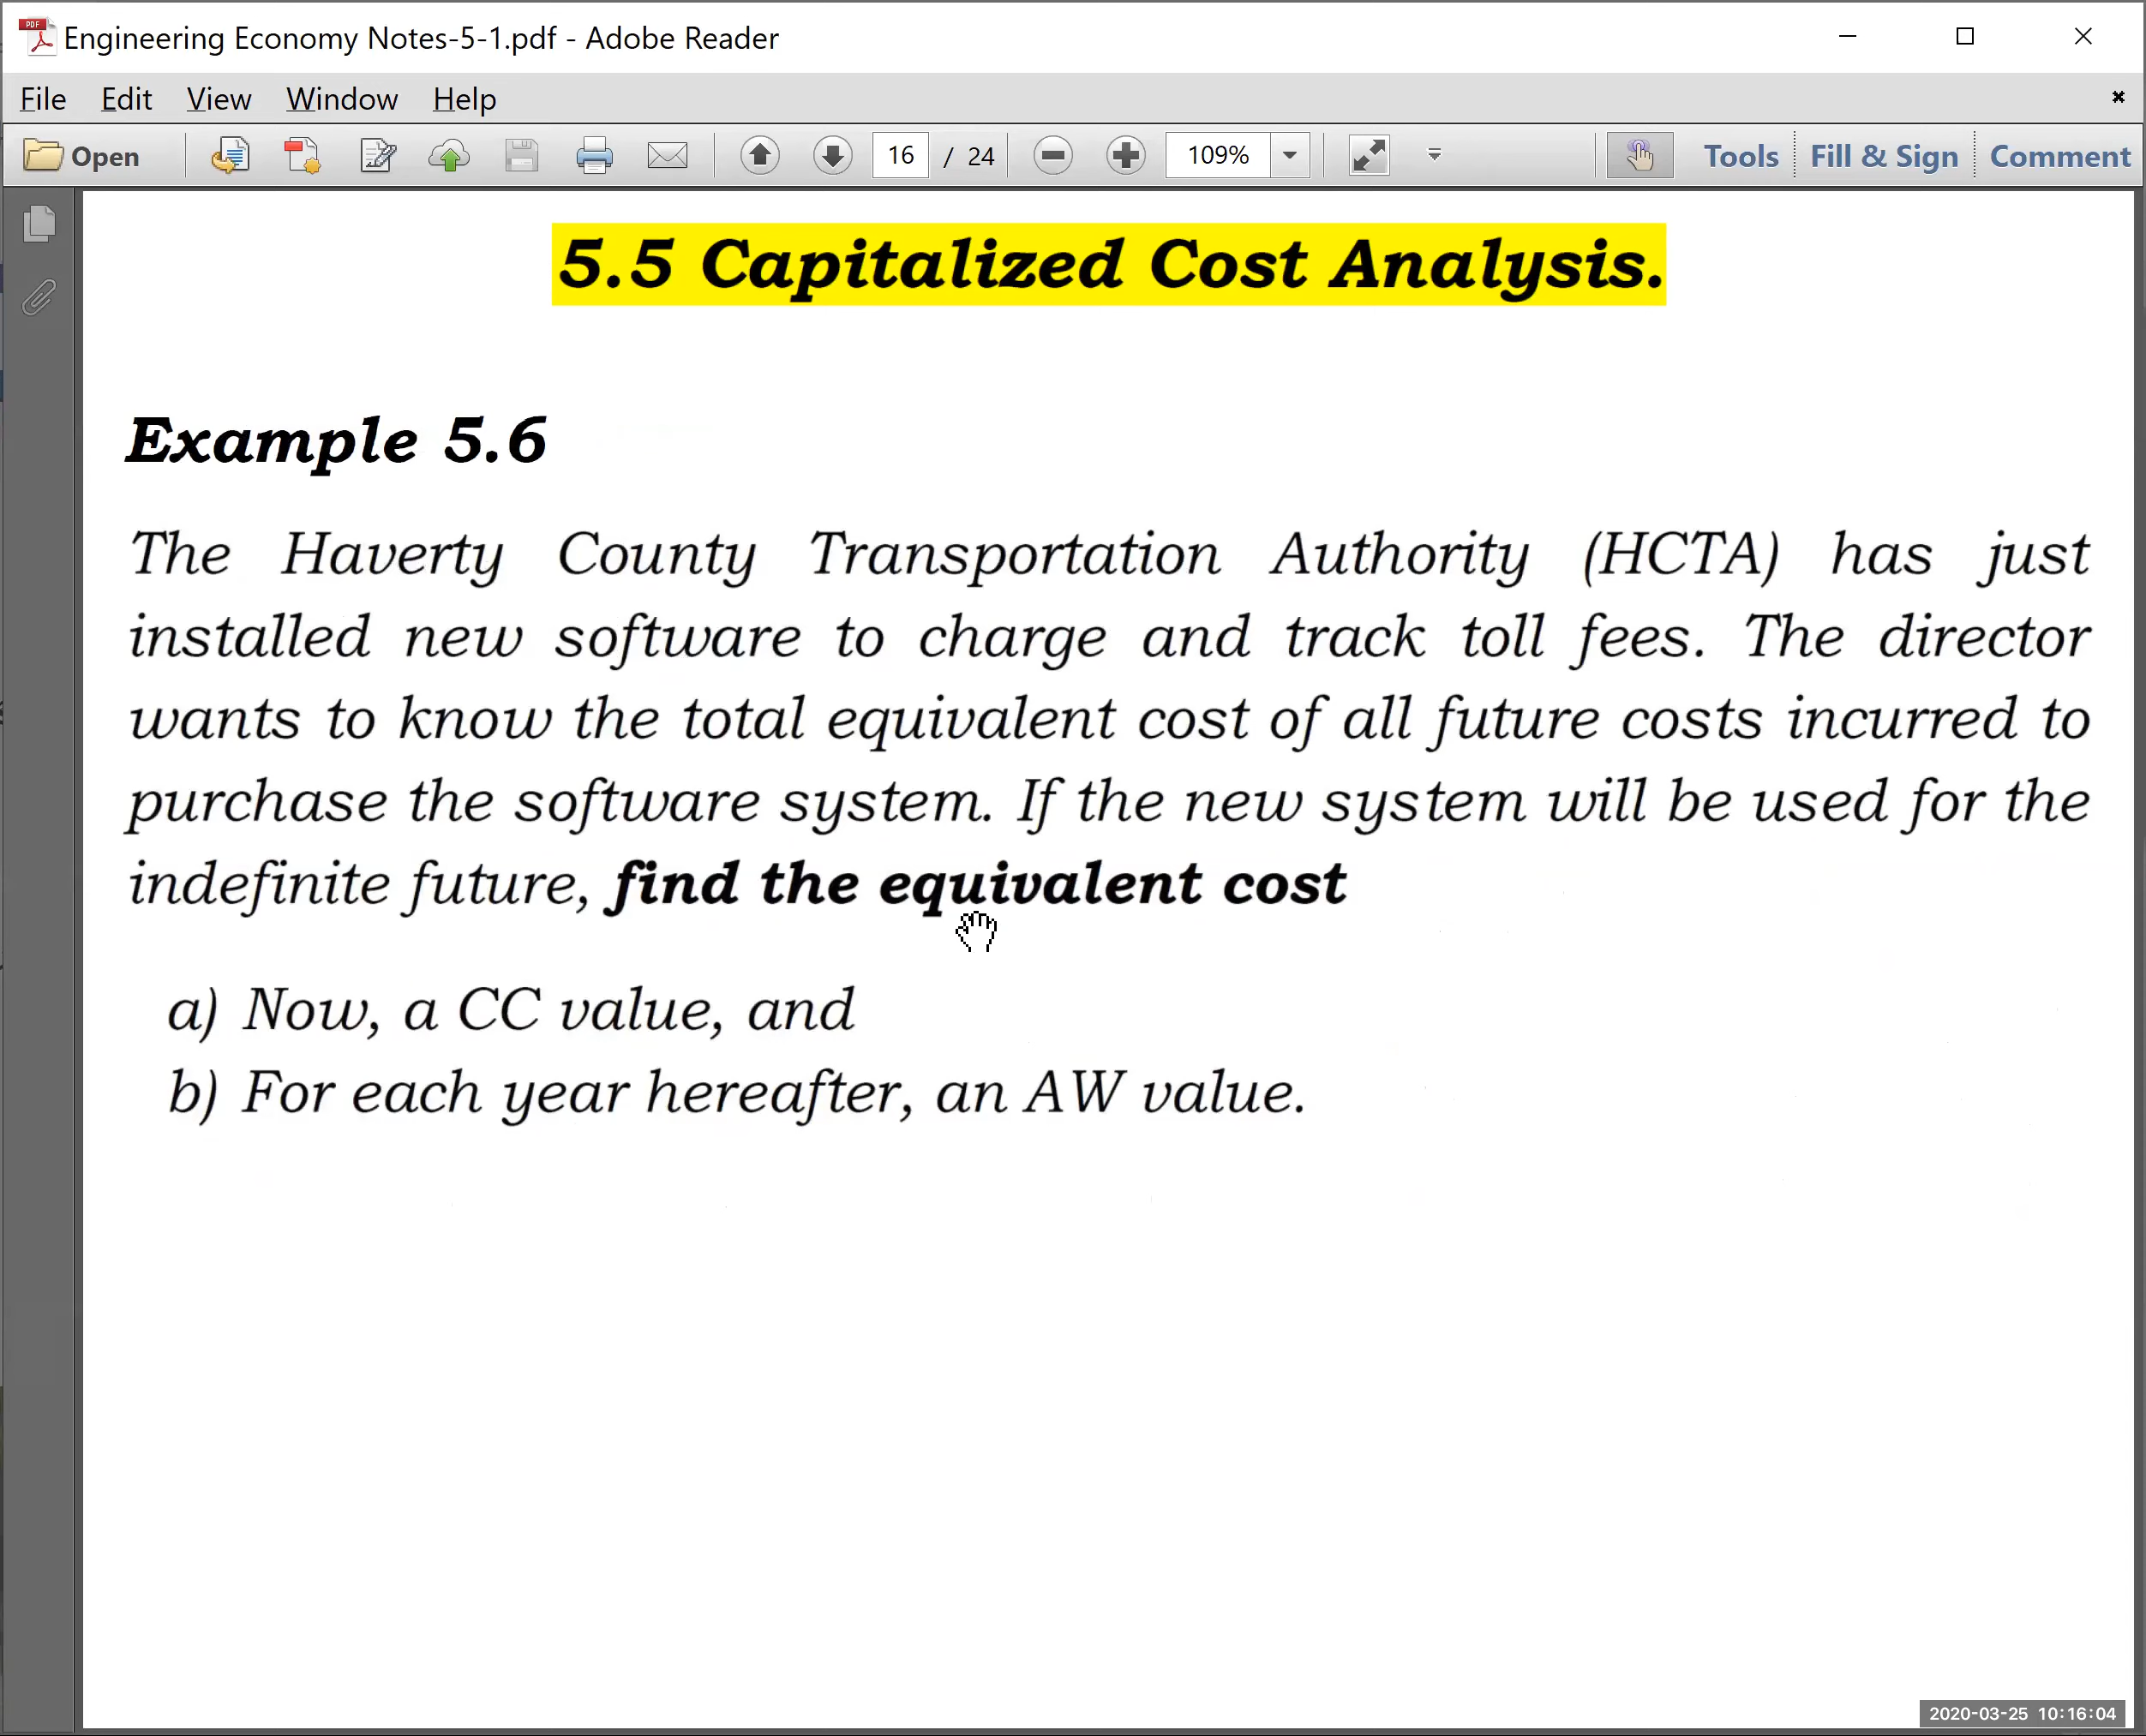 Engineering Economy Notes-5-1.pdf - Adobe Reader
File Edit View Window Help
Open 16 / 24 109% Tools Fill & Sign Comment
5.5 Capitalized Cost Analysis.
Example 5.6
The Haverty County Transportation Authority (HCTA) has just
installed new software to charge and track toll fees. The director
wants to know the total equivalent cost of all future costs incurred to
purchase the software system. If the new system will be used for the
indefinite future, find the equivalent cost
a) Now, a CC value, and
b) For each year hereafter, an AW value.
2020-03-25 10:16:04